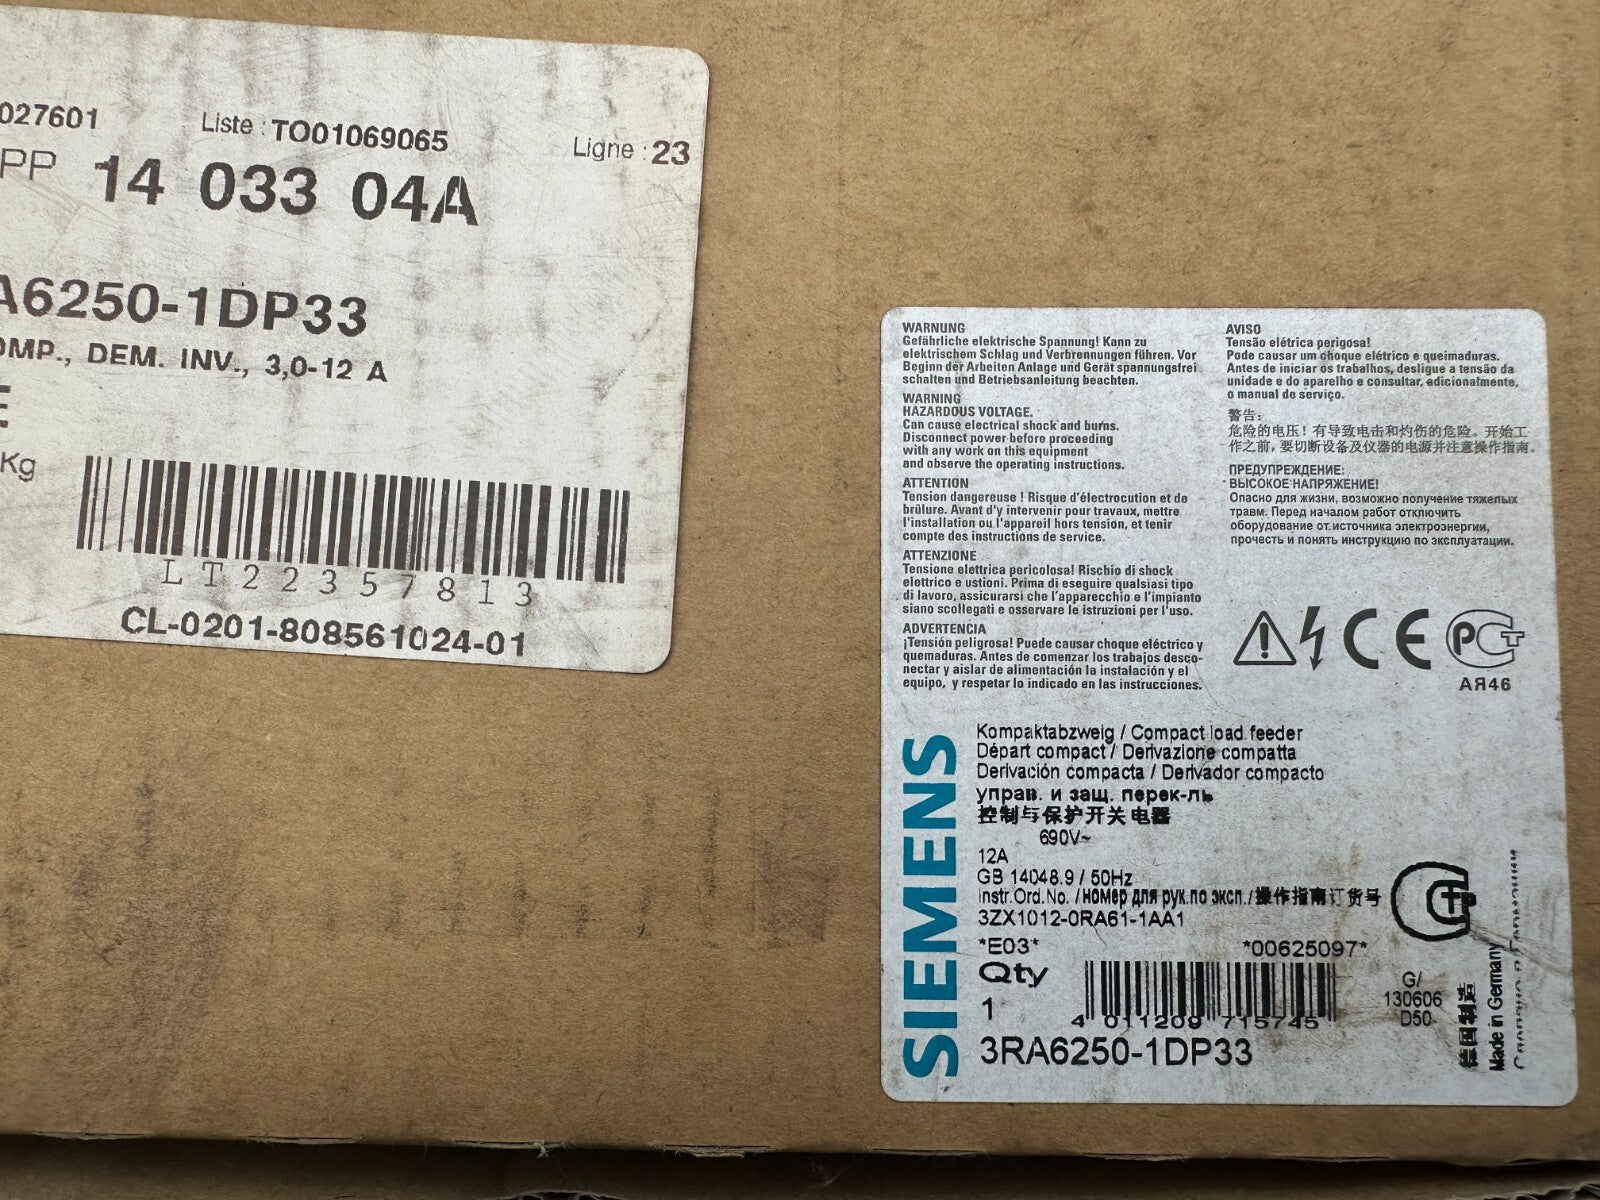 027601
Liste : TO01069065
Ligne : 23
PP 14 033 04A
A6250-1DP33
OMP., DEM. INV., 3,0-12 A
E
Kg
LT22357813
CL-0201-808561024-01
WARNUNG
Gefährliche elektrische Spannung! Kann zu
elektrischem Schlag und Verbrennungen führen. Vor
Beginn der Arbeiten Anlage und Gerät spannungsfrei
schalten und Betriebsanleitung beachten.
WARNING
HAZARDOUS VOLTAGE.
Can cause electrical shock and burns.
Disconnect power before proceeding
with any work on this equipment
and observe the operating instructions.
ATTENTION
Tension dangereuse ! Risque d'électrocution et de
brûlure. Avant d'y intervenir pour travaux, mettre
l'installation ou l'appareil hors tension, et tenir
compte des instructions de service.
ATTENZIONE
Tensione elettrica pericolosa! Rischio di shock
elettrico e ustioni. Prima di eseguire qualsiasi tipo
di lavoro, assicurarsi che l'apparecchio e l'impianto
siano scollegati e osservare le istruzioni per l'uso.
ADVERTENCIA
¡Tensión peligrosa! Puede causar choque eléctrico y
quemaduras. Antes de comenzar los trabajos desco-
nectar y aislar de alimentación la instalación y el
equipo, y respetar lo indicado en las instrucciones.
AVISO
Tensão elétrica perigosa!
Pode causar um choque elétrico e queimaduras.
Antes de iniciar os trabalhos, desligue a tensão da
unidade e do aparelho e consultar, edicionalmente,
o manual de serviço.
警告:
危险的电压！有导致电击和灼伤的危险。开始工
作之前，要切断设备及仪器的电源并注意操作指南。
ПРЕДУПРЕЖДЕНИЕ:
ВЫСОКОЕ НАПРЯЖЕНИЕ!
Опасно для жизни, возможно получение тяжелых
травм. Перед началом работ отключить
оборудование от источника электроэнергии,
прочесть и понять инструкцию по эксплуатации.
CE
АЯ46
SIEMENS
Kompaktabzweig / Compact load feeder
Départ compact / Derivazione compatta
Derivación compacta / Derivador compacto
управ. и защ. перек-ль
控制与保护开关电器
690V~
12A
GB 14048.9 / 50Hz
Instr.Ord.No. / номер для рук.по эксп. / 操作指南订货号
3ZX1012-0RA61-1AA1
*E03* *00625097*
Qty
1
4 011209 715745
3RA6250-1DP33
G/
130606
D50
德国制造
Made in Germany